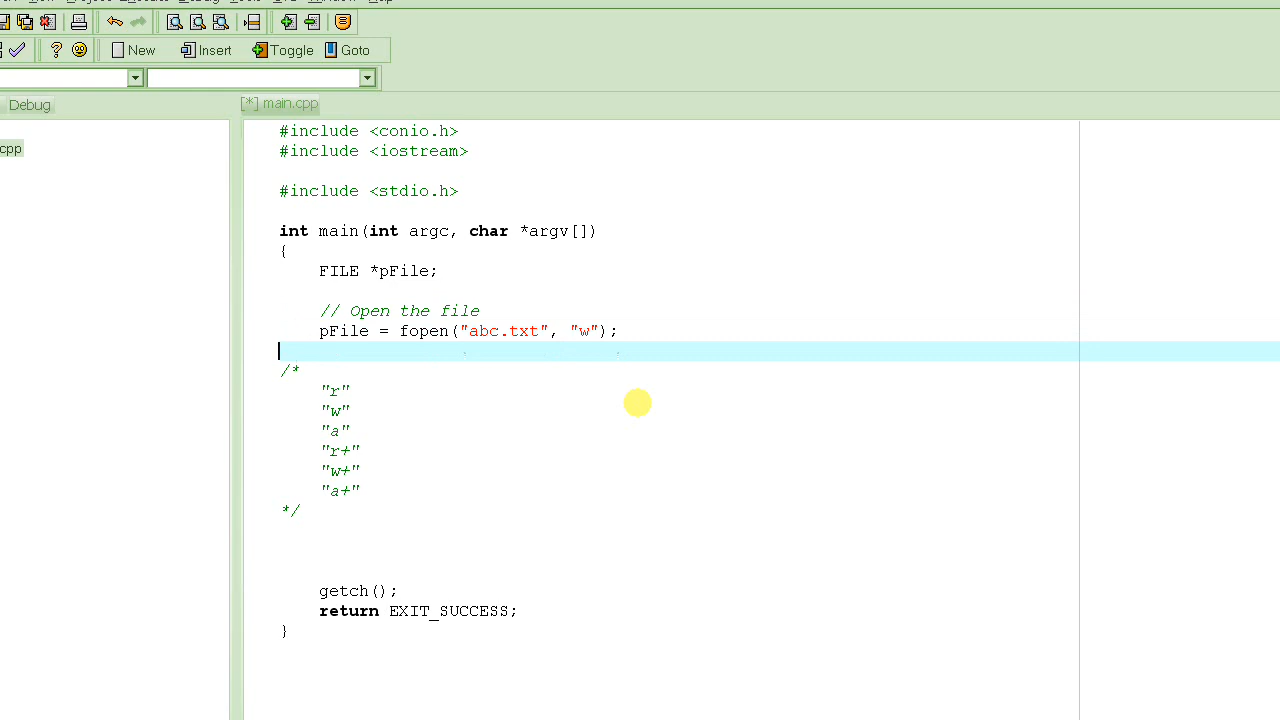 New Insert Toggle Goto
Debug
[*] main.cpp
cpp
#include <conio.h>
#include <iostream>
#include <stdio.h>
int main(int argc, char *argv[])
{
FILE *pFile;
// Open the file
pFile = fopen("abc.txt", "w");
/*
"r"
"w"
"a"
"r+"
"w+"
"a+"
*/
getch();
return EXIT_SUCCESS;
}